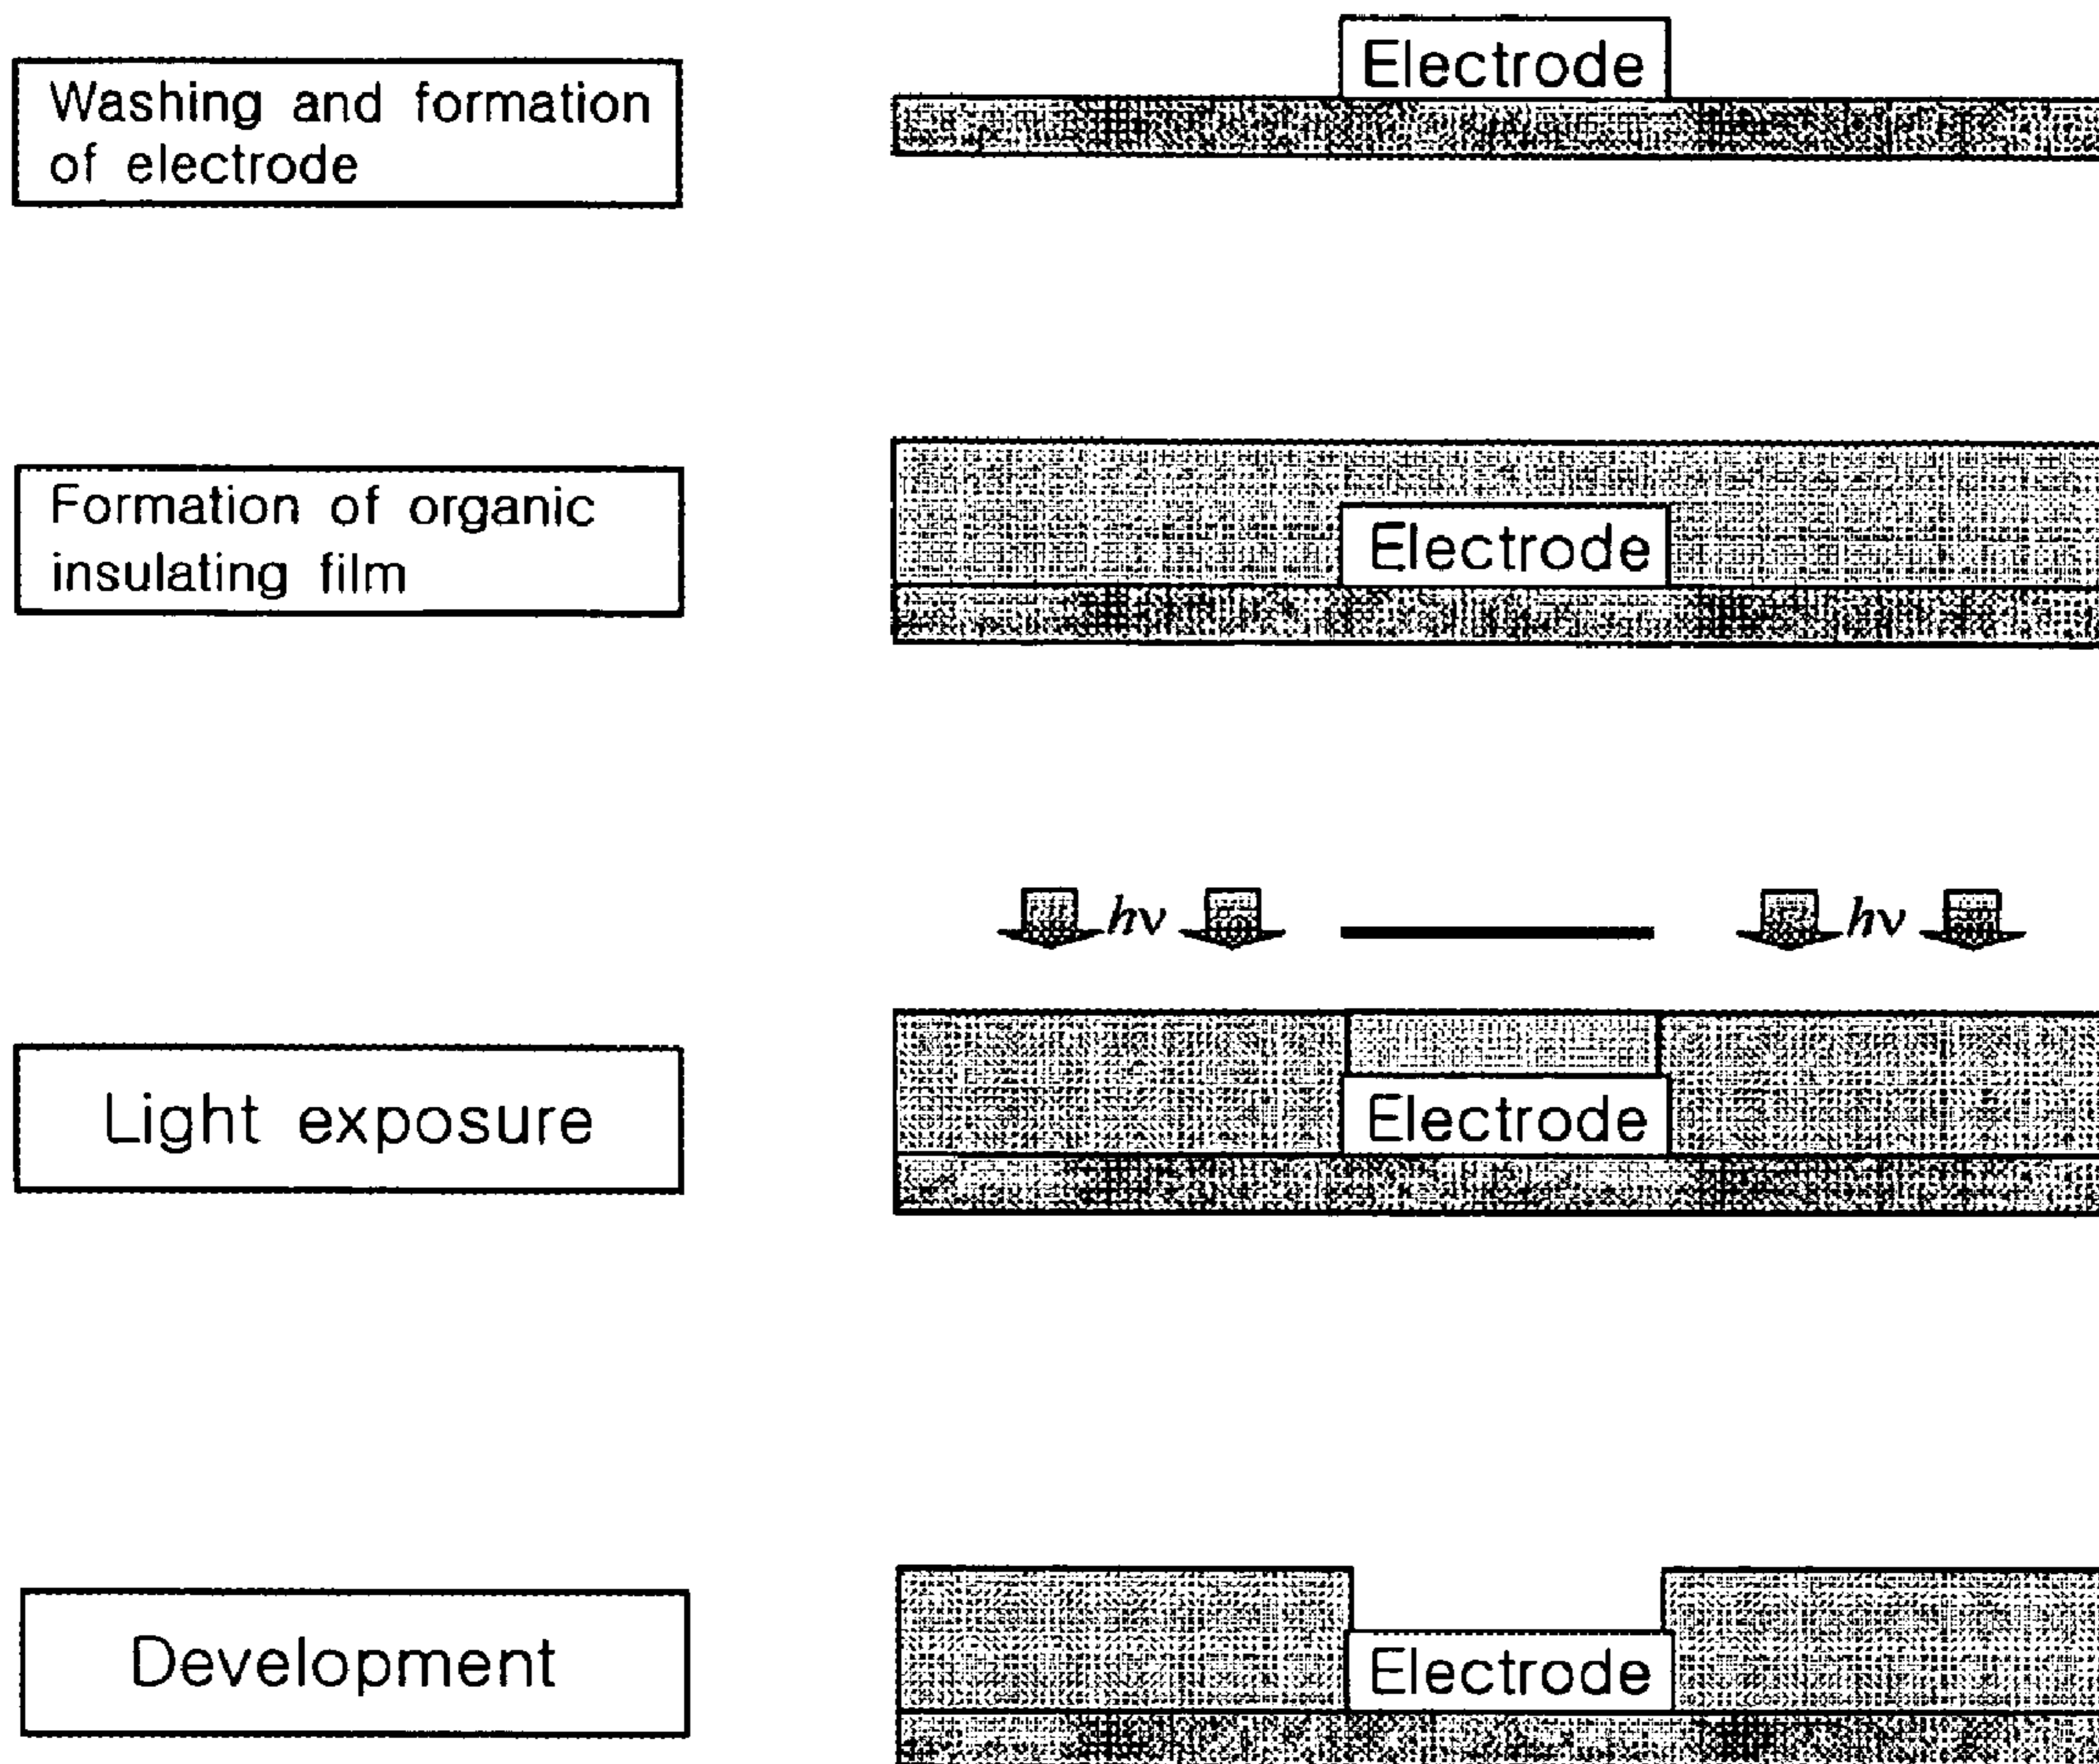 Washing and formation
of electrode
Electrode
Formation of organic
insulating film
Electrode
hν hν
Light exposure
Electrode
Development
Electrode